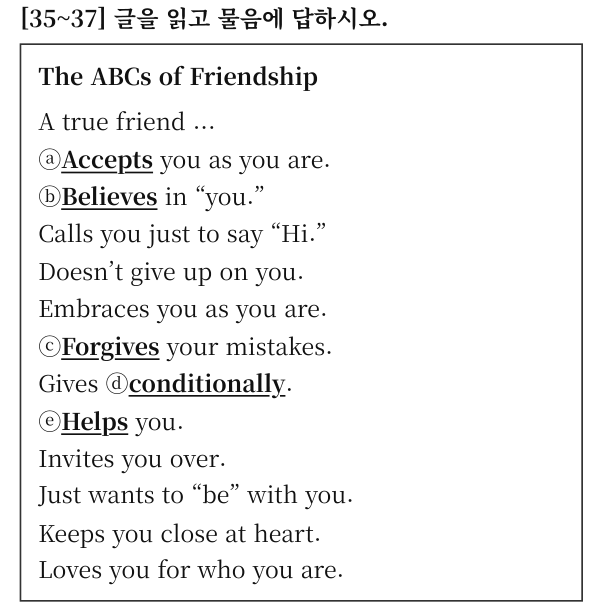 [35~37] 글을 읽고 물음에 답하시오.
The ABCs of Friendship
A true friend …
ⓐAccepts you as you are.
ⓑBelieves in “you.”
Calls you just to say “Hi.”
Doesn’t give up on you.
Embraces you as you are.
ⓒForgives your mistakes.
Gives ⓓconditionally.
ⓔHelps you.
Invites you over.
Just wants to “be” with you.
Keeps you close at heart.
Loves you for who you are.